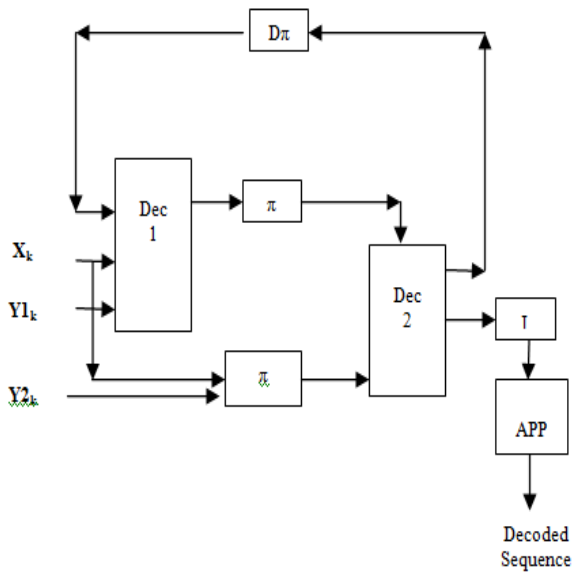 Dπ
Dec
1
π
Xₖ
Y1ₖ
Dec
2
π
Y2ₖ
APP
Decoded
Sequence